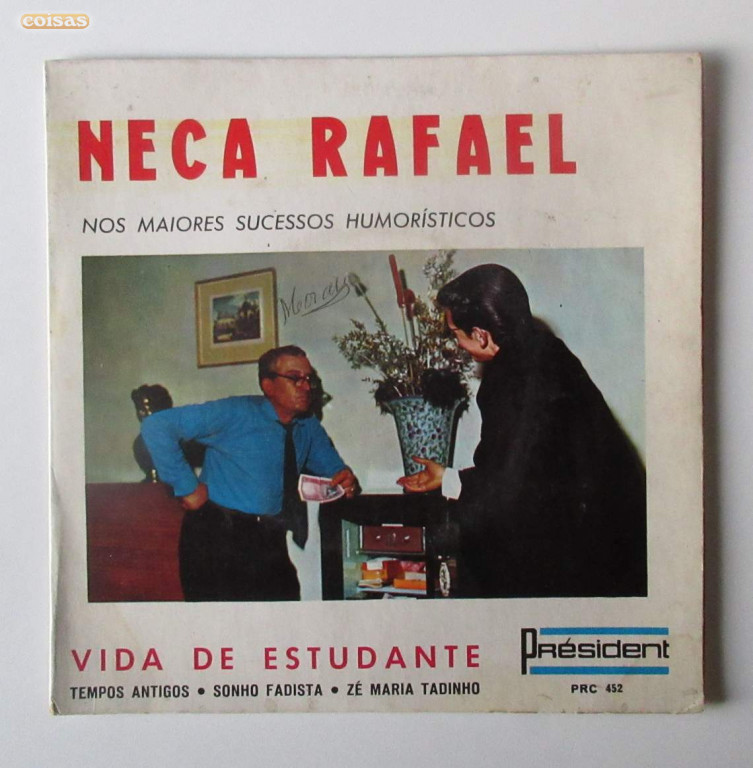 coisas
NECA RAFAEL
NOS MAIORES SUCESSOS HUMORÍSTICOS
VIDA DE ESTUDANTE
TEMPOS ANTIGOS • SONHO FADISTA • ZÉ MARIA TADINHO
Président
PRC 452